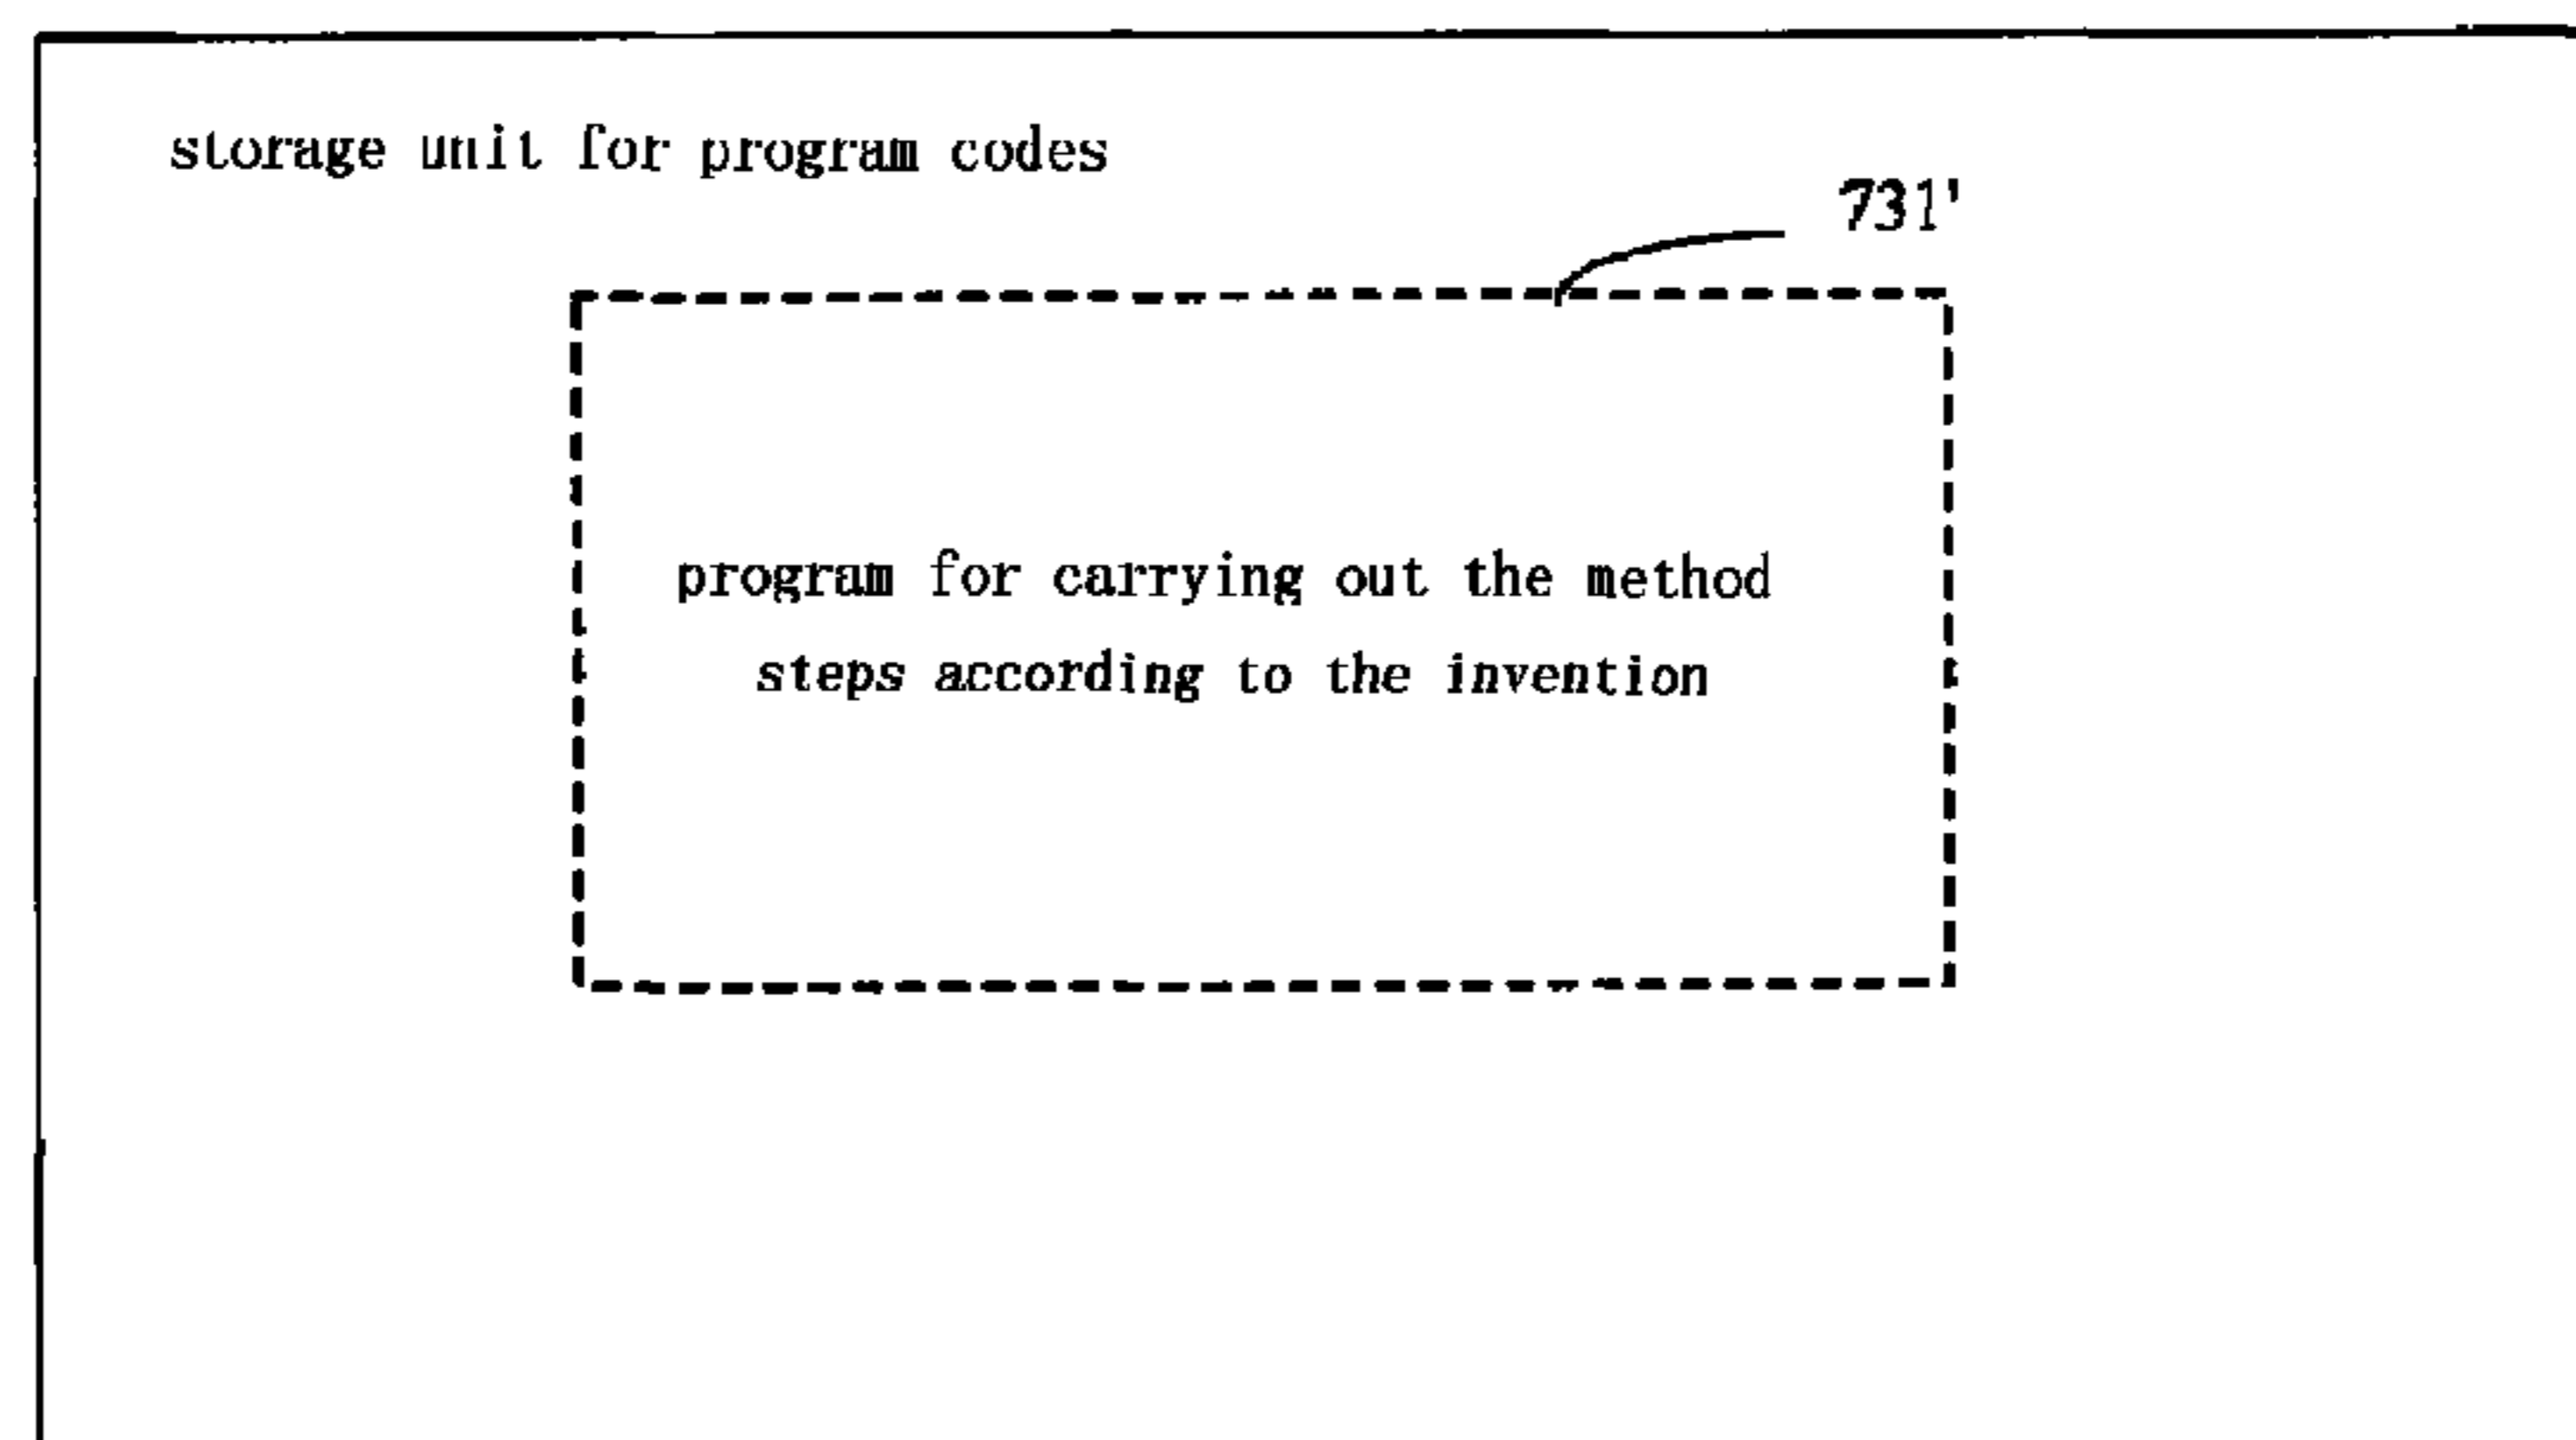 storage unit for program codes
731'
program for carrying out the method
steps according to the invention